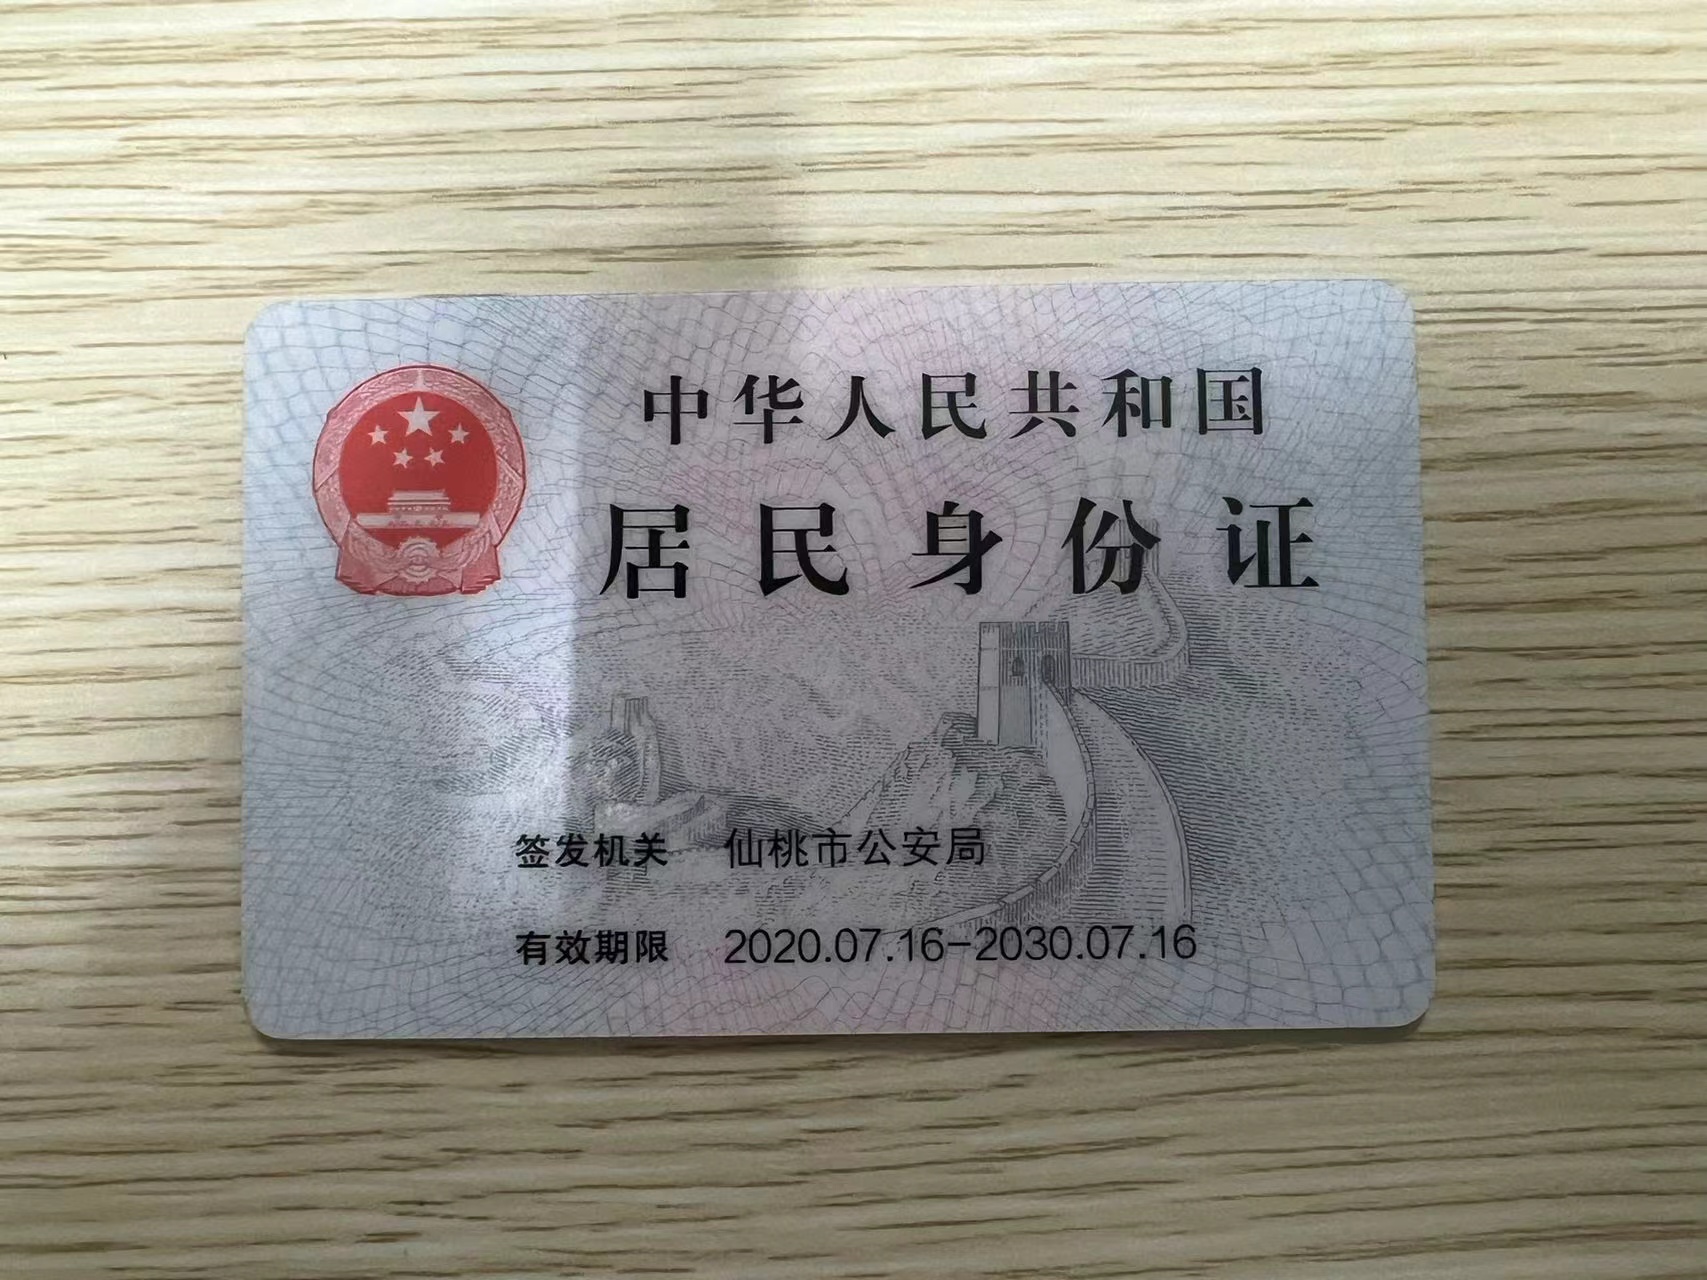 中华人民共和国
居民身份证
签发机关 仙桃市公安局
有效期限 2020.07.16-2030.07.16